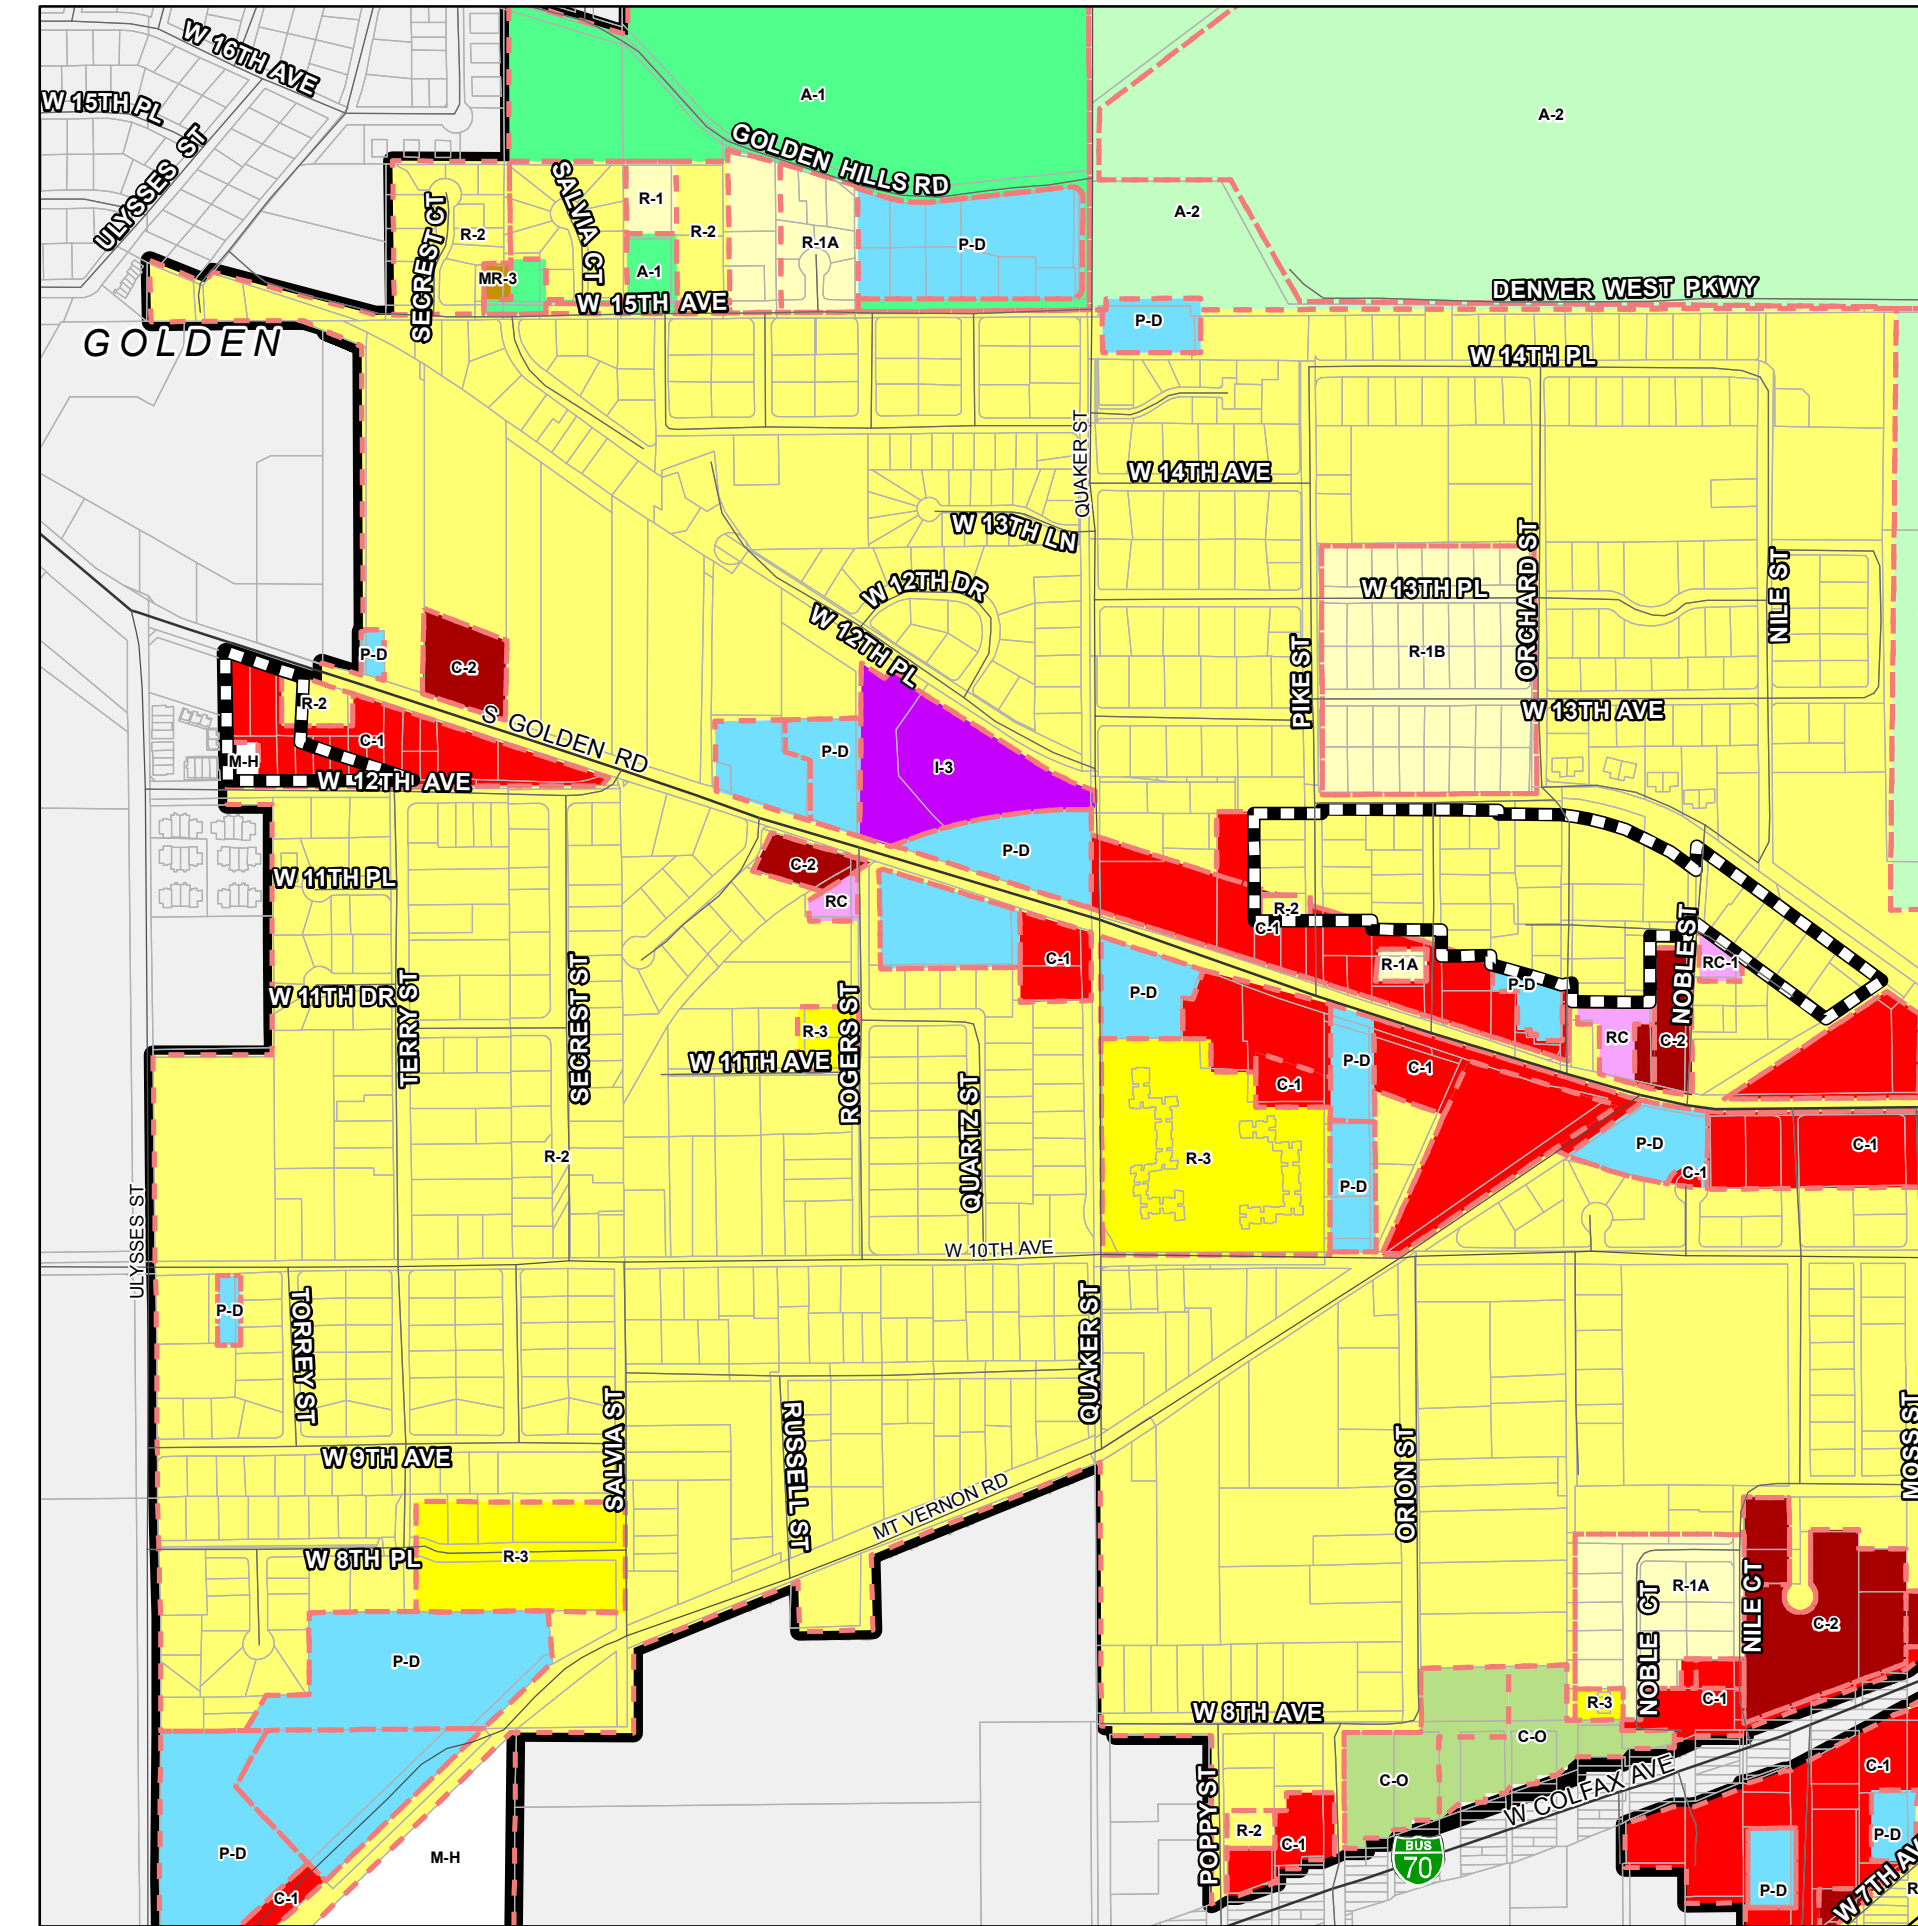 W 16TH AVE
A-1
W 15TH PL
A-2
GOLDEN HILLS RD
ULYSSES ST
SALVIA CT
R-1
A-2
SECREST CT
R-2
R-2
R-1A
P-D
A-1
MR-3
DENVER WEST PKWY
W 15TH AVE
P-D
GOLDEN
W 14TH PL
QUAKER ST
W 14TH AVE
W 13TH LN
W 12TH DR
W 13TH PL
ORCHARD ST
NILE ST
W 12TH PL
P-D
C-2
R-1B
PIKE ST
R-2
S GOLDEN RD
W 13TH AVE
C-1
P-D
M-H
I-3
W 12TH AVE
P-D
C-2
W 11TH PL
RC
R-2
C-1
NOBLE ST
C-1
R-1A
RC-1
P-D
P-D
W 11TH DR
TERRY ST
SECREST ST
R-3
ROGERS ST
RC
C-2
W 11TH AVE
P-D
C-1
C-1
QUARTZ ST
R-2
R-3
P-D
C-1
C-1
P-D
ULYSSES ST
W 10TH AVE
P-D
TORREY ST
QUAKER ST
SALVIA ST
RUSSELL ST
ORION ST
MOSS ST
W 9TH AVE
MT VERNON RD
W 8TH PL
R-3
R-1A
NILE CT
NOBLE CT
C-2
P-D
R-3
C-1
W 8TH AVE
C-O
C-O
C-1
W COLFAX AVE
POPPY ST
R-2
C-1
P-D
P-D
M-H
BUS
70
C-1
P-D
W 7TH AV
R